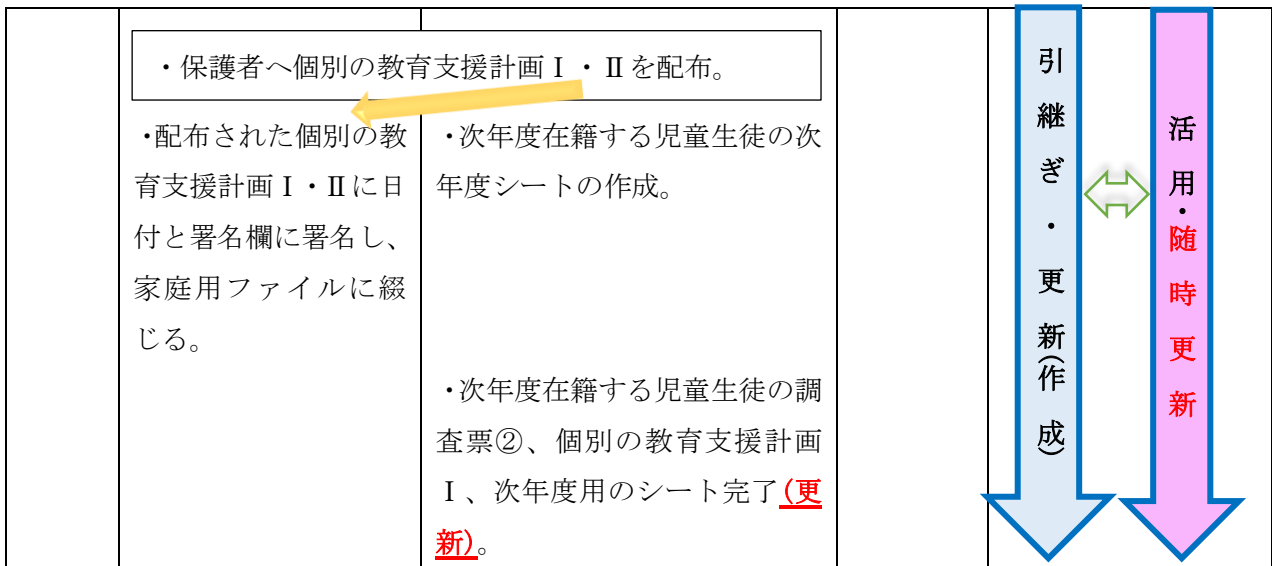 ・保護者へ個別の教育支援計画Ⅰ・Ⅱを配布。
・配布された個別の教
育支援計画Ⅰ・Ⅱに日
付と署名欄に署名し、
家庭用ファイルに綴
じる。
・次年度在籍する児童生徒の次
年度シートの作成。
・次年度在籍する児童生徒の調
査票②、個別の教育支援計画
Ⅰ、次年度用のシート完了(更
新)。
引継ぎ・更新(作成)
活用・随時更新